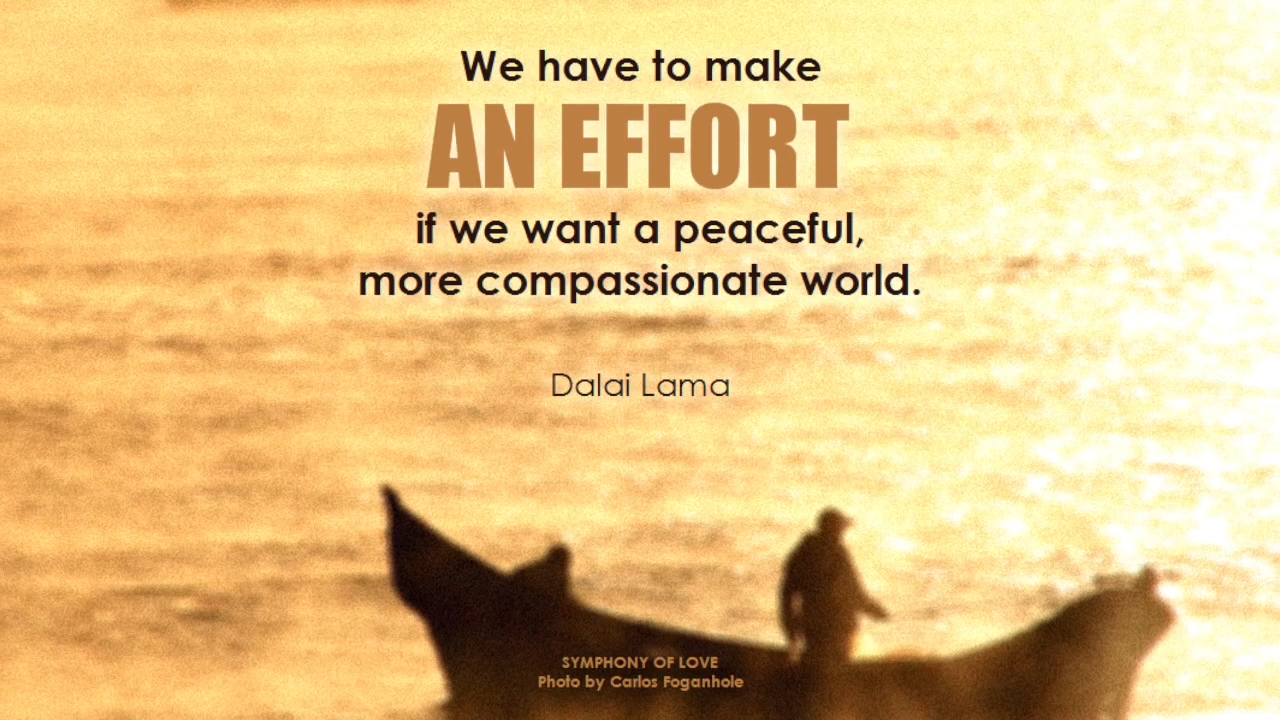 We have to make
AN EFFORT
if we want a peaceful,
more compassionate world.
Dalai Lama
SYMPHONY OF LOVE
Photo by Carlos Foganhole